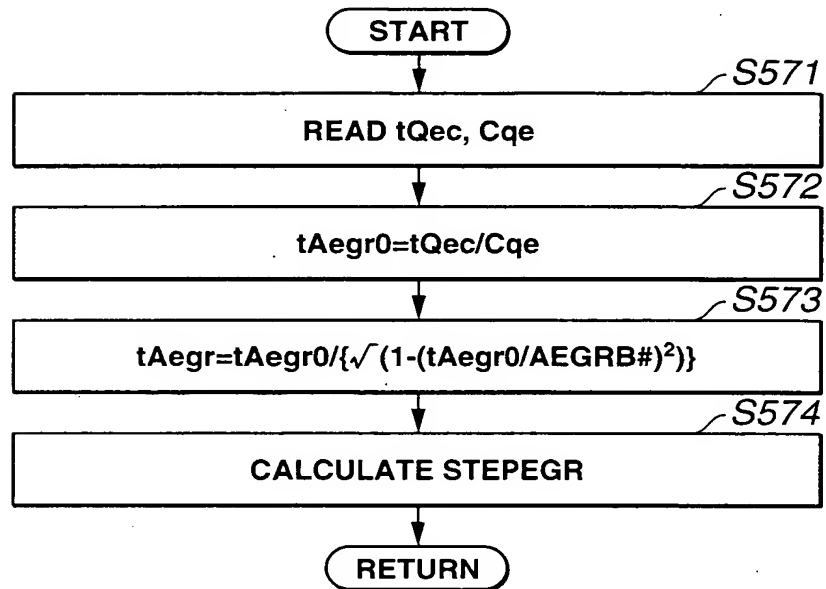 START
S571
READ tQec, Cqe
S572
tAegr0=tQec/Cqe
S573
tAegr=tAegr0/{√(1-(tAegr0/AEGRB#)²)}
S574
CALCULATE STEPEGR
RETURN